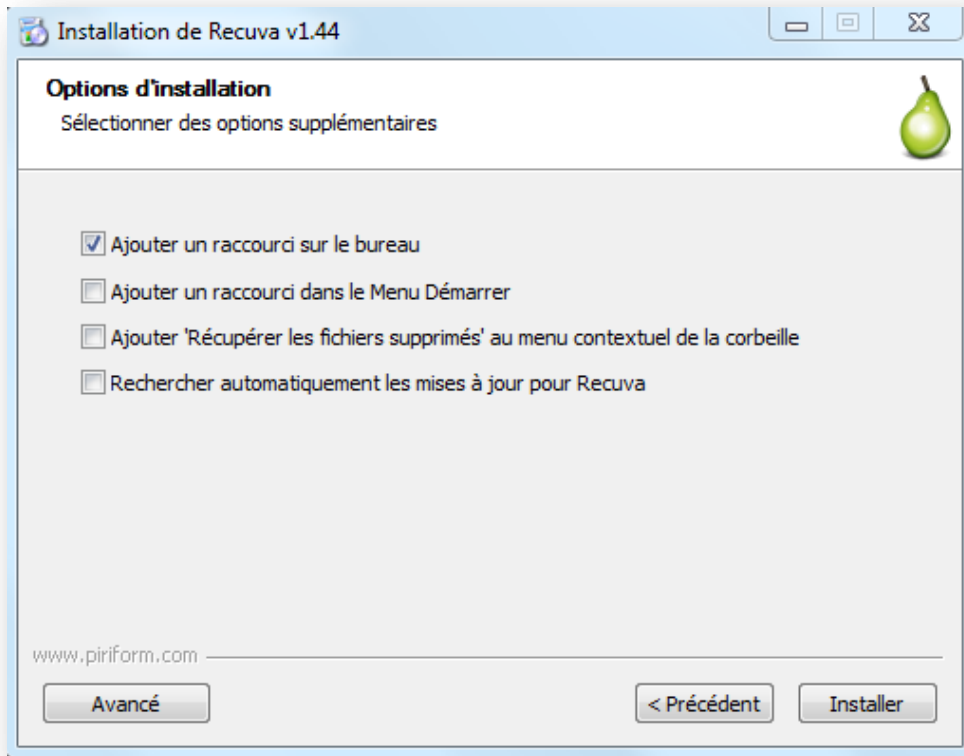 Installation de Recuva v1.44
Options d'installation
Sélectionner des options supplémentaires
Ajouter un raccourci sur le bureau
Ajouter un raccourci dans le Menu Démarrer
Ajouter 'Récupérer les fichiers supprimés' au menu contextuel de la corbeille
Rechercher automatiquement les mises à jour pour Recuva
www.piriform.com
Avancé
< Précédent
Installer